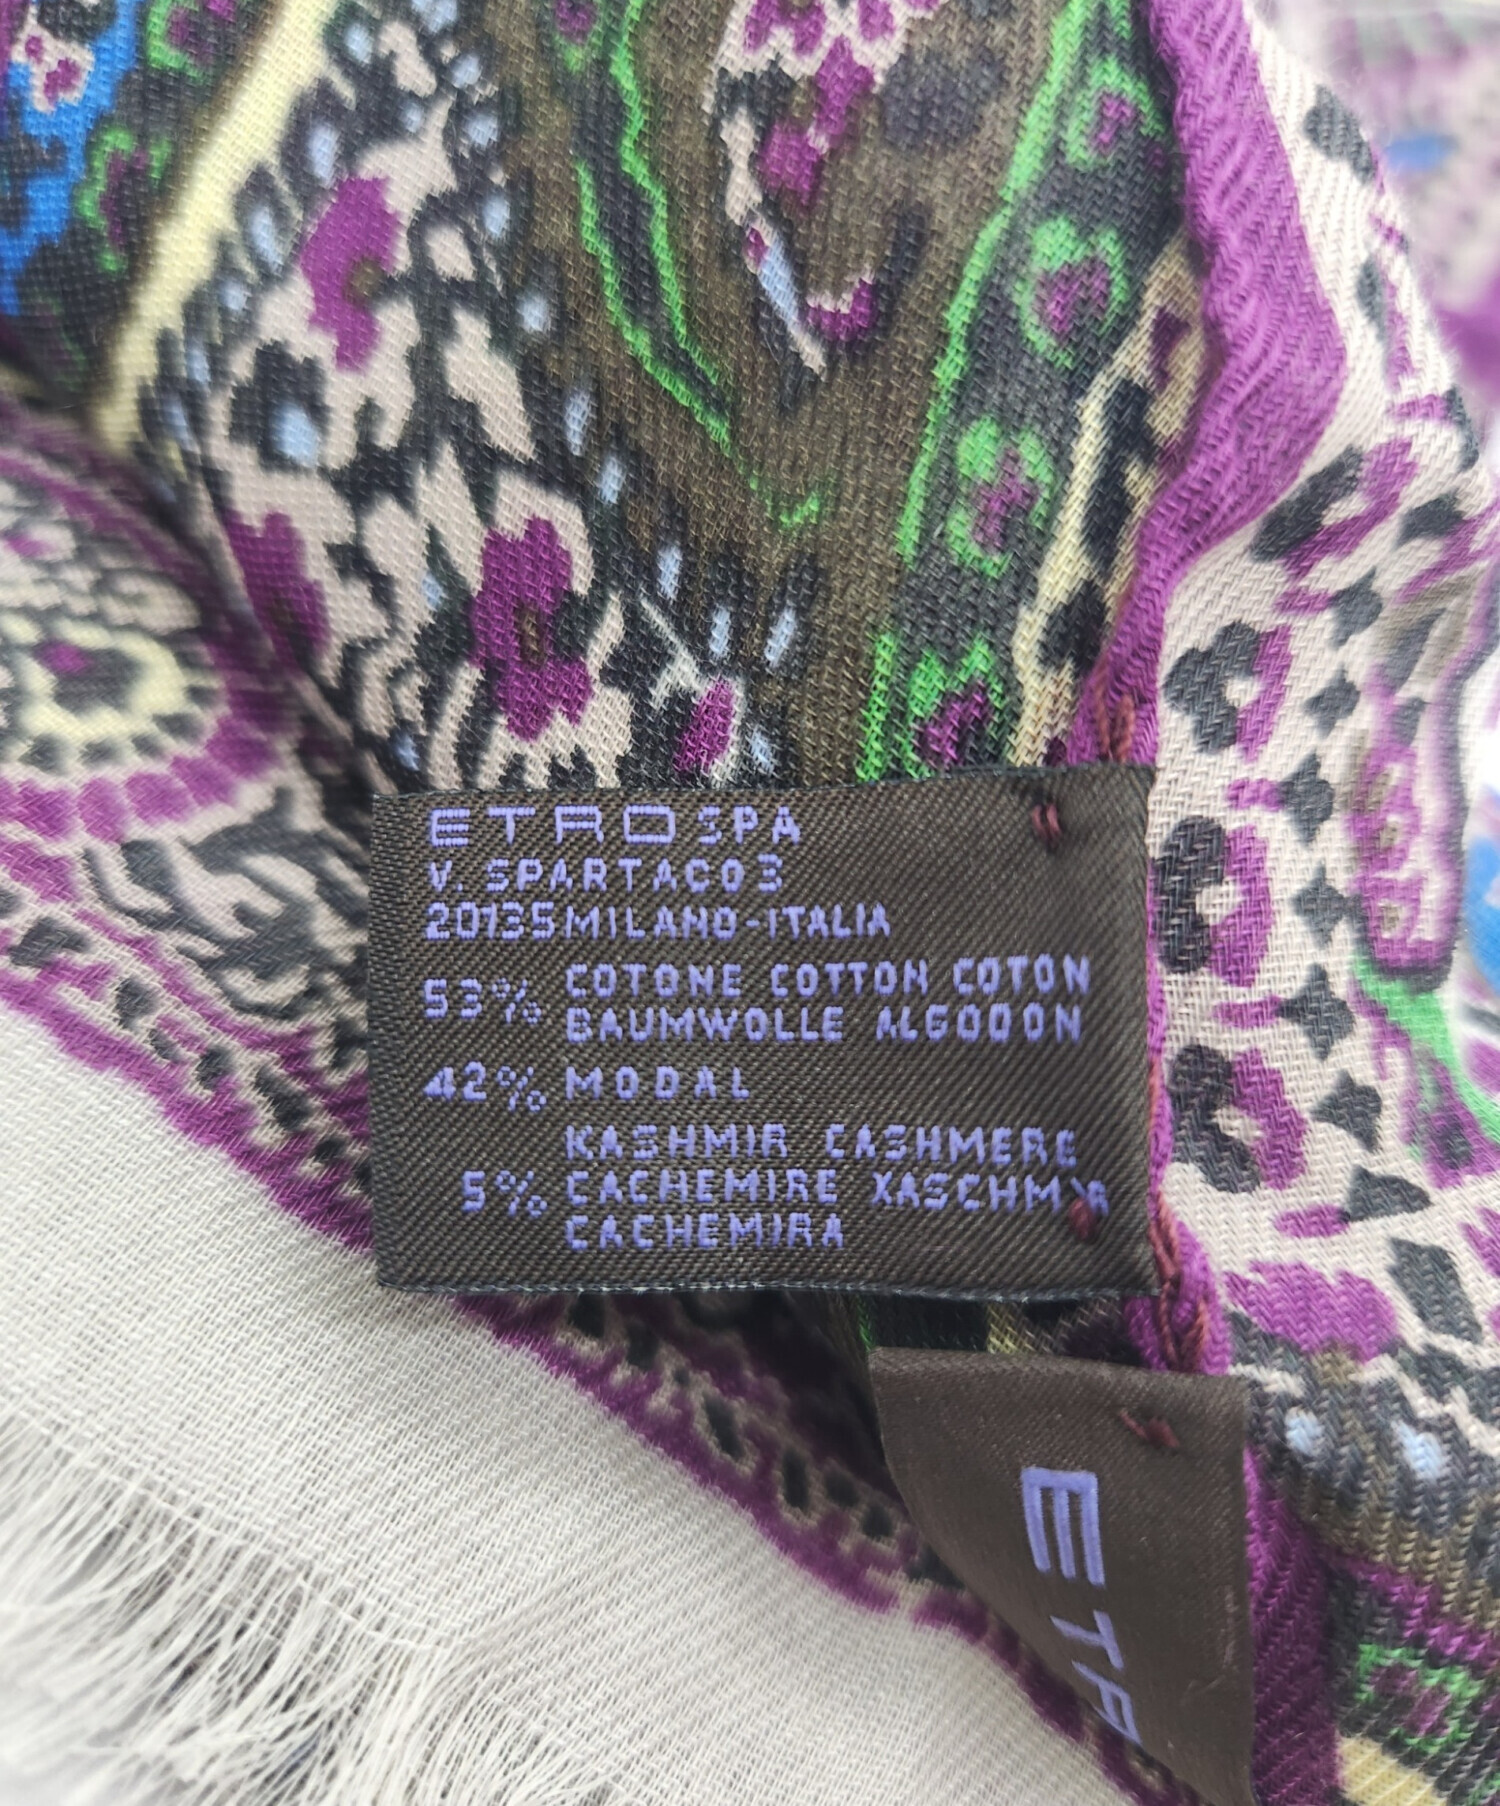 ETRO SPA
V. SPARTACO 3
20135 MILANO-ITALIA
53% COTONE COTTON COTON
BAUMWOLLE ALGODON
42% MODAL
KASHMIR CASHMERE
5% CACHEMIRE KASCHMIR
CACHEMIRA
ETR